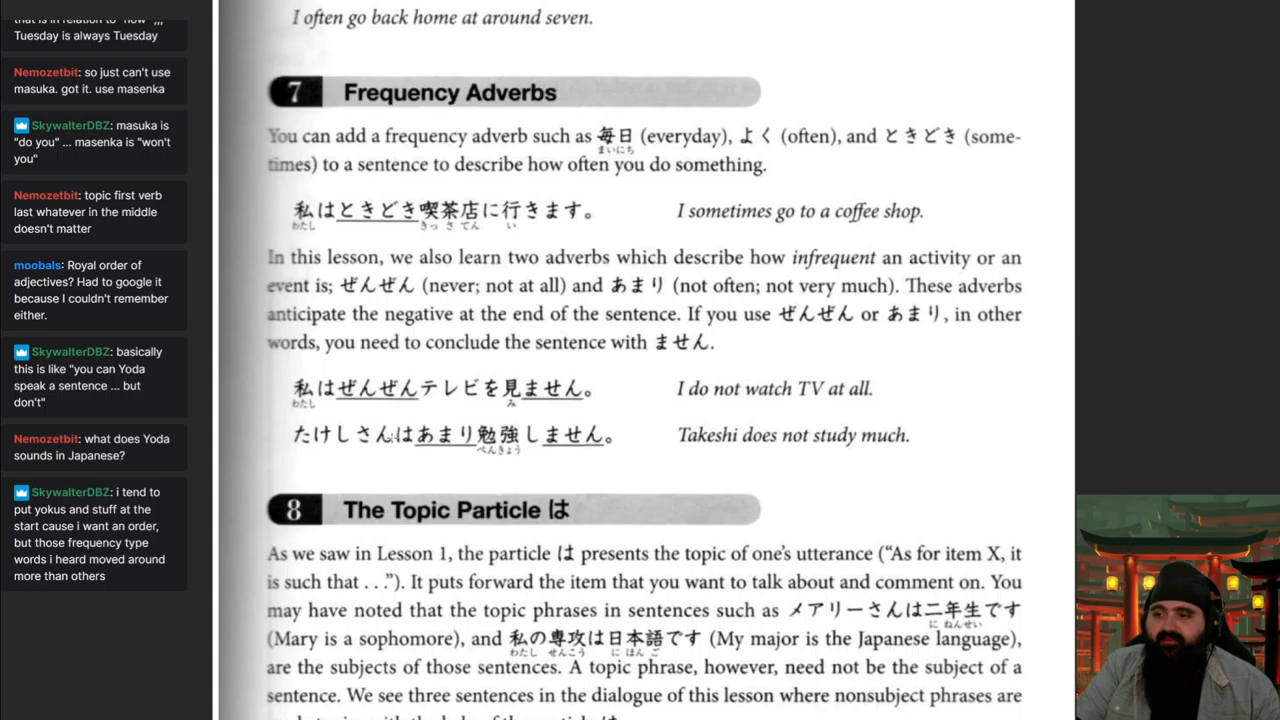 that is in relation to "now" ,,,
Tuesday is always Tuesday
Nemozetbit: so just can't use
masuka. got it. use masenka
SkywalterDBZ: masuka is
"do you" ... masenka is "won't
you"
Nemozetbit: topic first verb
last whatever in the middle
doesn't matter
moobals: Royal order of
adjectives? Had to google it
because I couldn't remember
either.
SkywalterDBZ: basically
this is like "you can Yoda
speak a sentence ... but
don't"
Nemozetbit: what does Yoda
sounds in Japanese?
SkywalterDBZ: i tend to
put yokus and stuff at the
start cause i want an order,
but those frequency type
words i heard moved around
more than others
I often go back home at around seven.
7 Frequency Adverbs
You can add a frequency adverb such as 毎日 (everyday), よく (often), and ときどき (some-
まいにち
times) to a sentence to describe how often you do something.
私はときどき喫茶店に行きます。 I sometimes go to a coffee shop.
わたし きっさてん い
In this lesson, we also learn two adverbs which describe how infrequent an activity or an
event is; ぜんぜん (never; not at all) and あまり (not often; not very much). These adverbs
anticipate the negative at the end of the sentence. If you use ぜんぜん or あまり, in other
words, you need to conclude the sentence with ません.
私はぜんぜんテレビを見ません。 I do not watch TV at all.
わたし み
たけしさんはあまり勉強しません。 Takeshi does not study much.
べんきょう
8 The Topic Particle は
As we saw in Lesson 1, the particle は presents the topic of one's utterance ("As for item X, it
is such that . . ."). It puts forward the item that you want to talk about and comment on. You
may have noted that the topic phrases in sentences such as メアリーさんは二年生です
に ねんせい
(Mary is a sophomore), and 私の専攻は日本語です (My major is the Japanese language),
わたし せんこう にほんご
are the subjects of those sentences. A topic phrase, however, need not be the subject of a
sentence. We see three sentences in the dialogue of this lesson where nonsubject phrases are